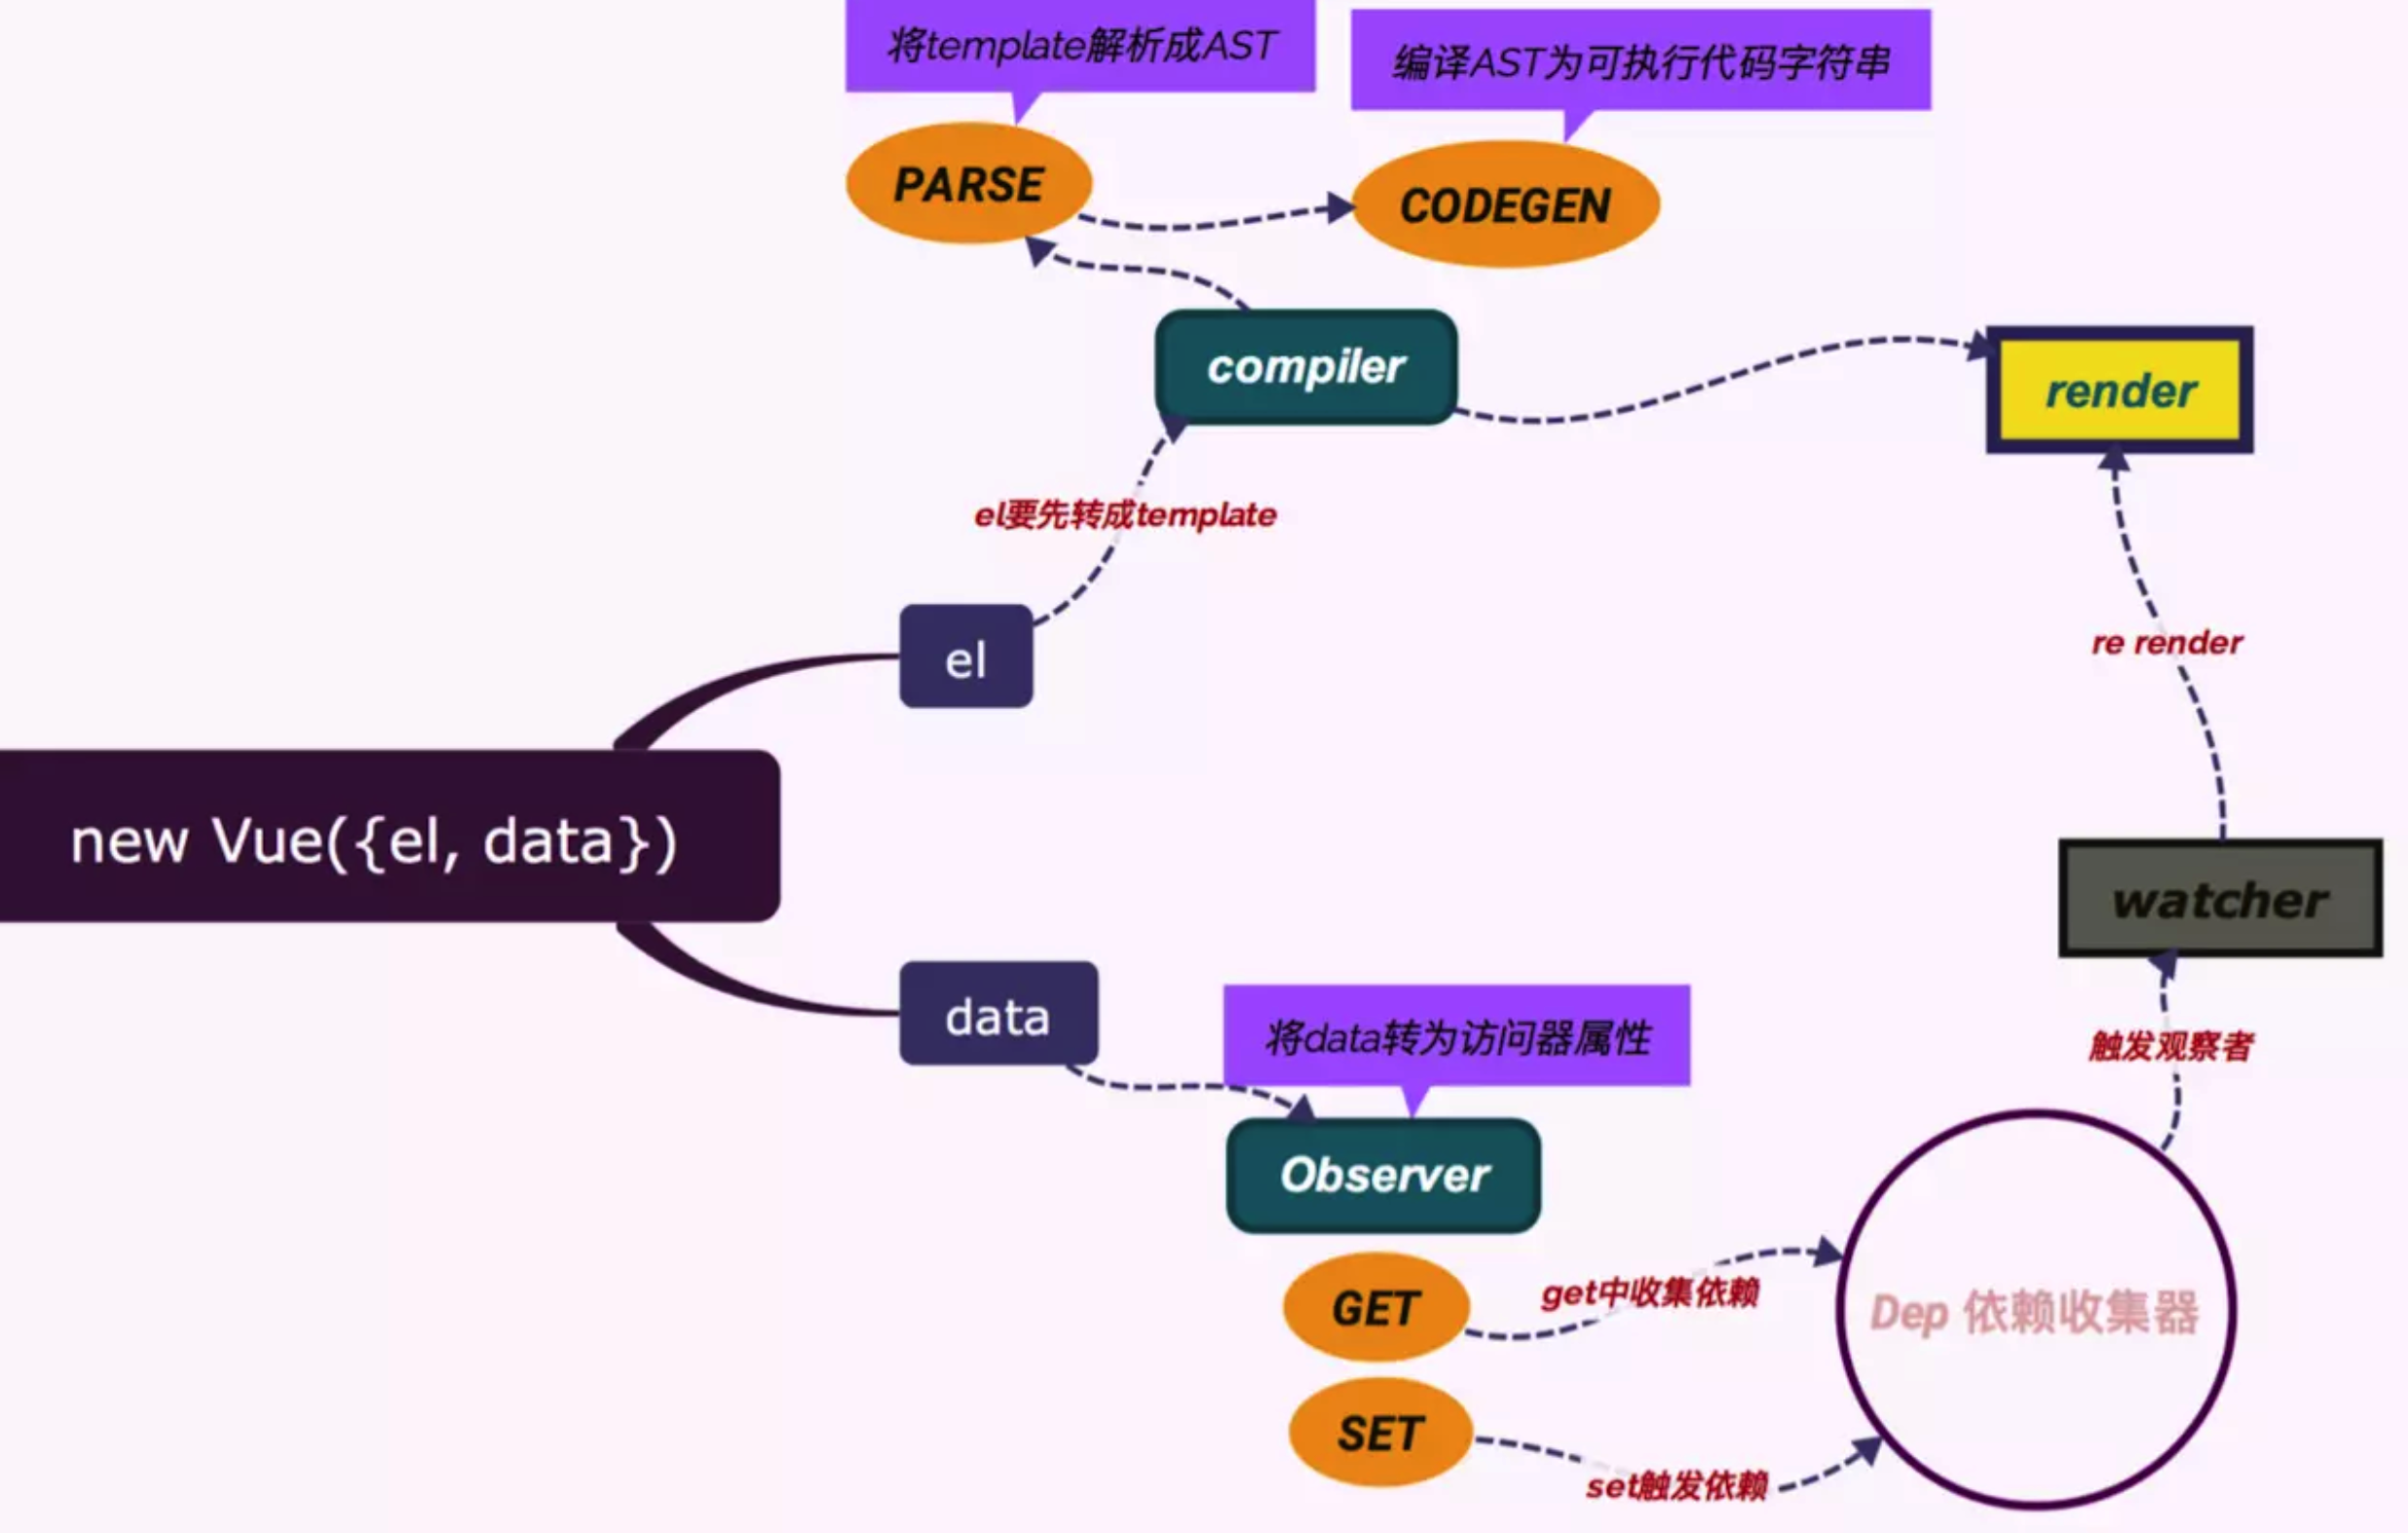 将template解析成AST
编译AST为可执行代码字符串
PARSE
CODEGEN
compiler
render
el要先转成template
re render
el
new Vue({el, data})
watcher
data
将data转为访问器属性
触发观察者
Observer
get中收集依赖
GET
Dep 依赖收集器
SET
set触发依赖